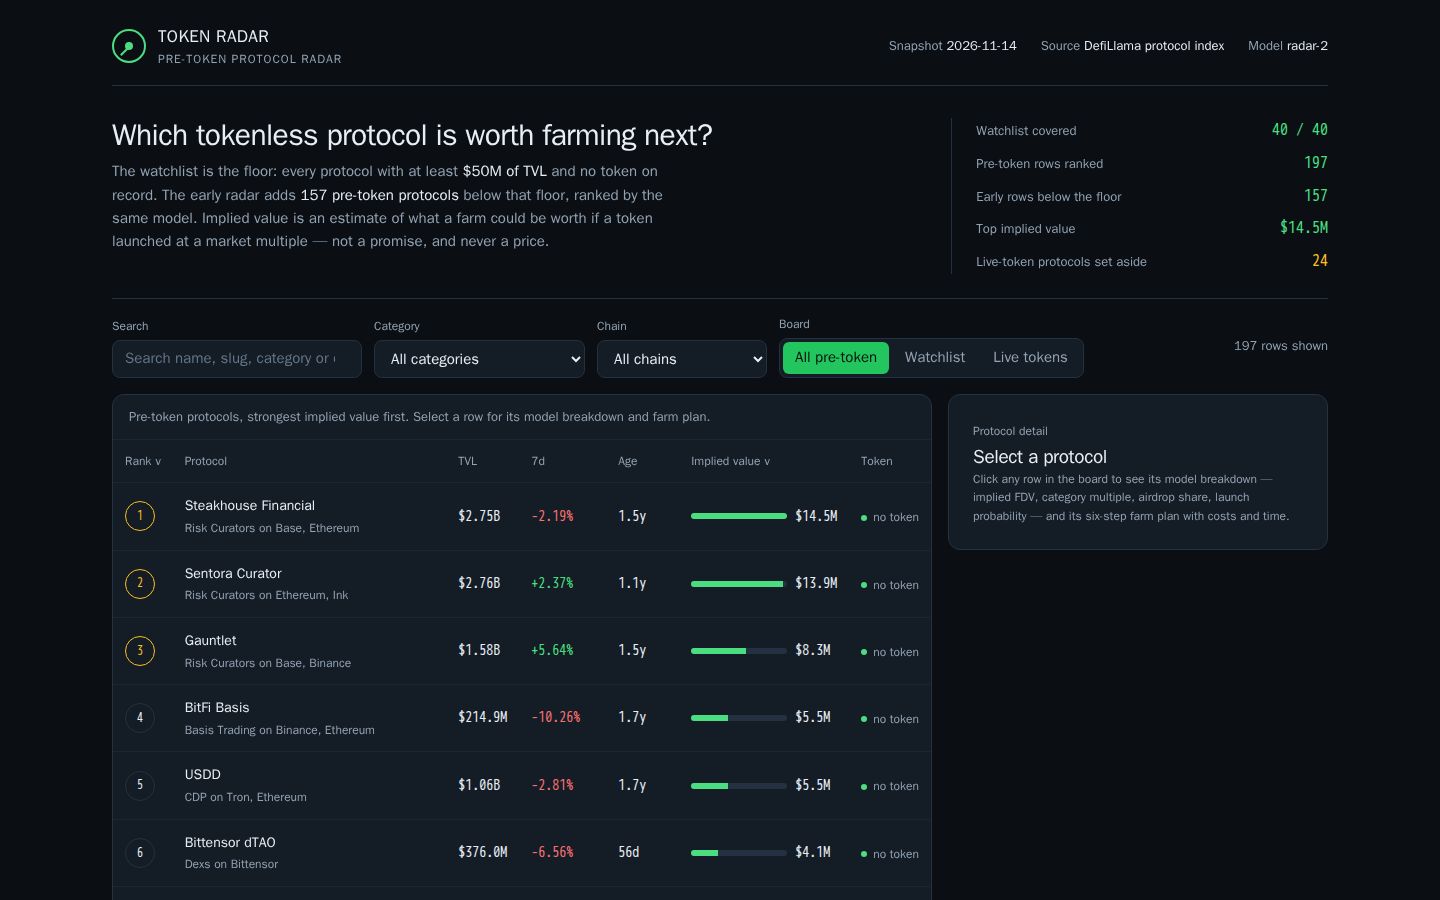 TOKEN RADAR
PRE-TOKEN PROTOCOL RADAR
Snapshot 2026-11-14 Source DefiLlama protocol index Model radar-2
Which tokenless protocol is worth farming next?
The watchlist is the floor: every protocol with at least $50M of TVL and no token on
record. The early radar adds 157 pre-token protocols below that floor, ranked by the
same model. Implied value is an estimate of what a farm could be worth if a token
launched at a market multiple — not a promise, and never a price.
Watchlist covered 40 / 40
Pre-token rows ranked 197
Early rows below the floor 157
Top implied value $14.5M
Live-token protocols set aside 24
Search Category Chain Board
Search name, slug, category or All categories All chains All pre-token Watchlist Live tokens
197 rows shown
Pre-token protocols, strongest implied value first. Select a row for its model breakdown and farm plan.
Rank v Protocol TVL 7d Age Implied value v Token
1 Steakhouse Financial $2.75B -2.19% 1.5y $14.5M no token
Risk Curators on Base, Ethereum
2 Sentora Curator $2.76B +2.37% 1.1y $13.9M no token
Risk Curators on Ethereum, Ink
3 Gauntlet $1.58B +5.64% 1.5y $8.3M no token
Risk Curators on Base, Binance
4 BitFi Basis $214.9M -10.26% 1.7y $5.5M no token
Basis Trading on Binance, Ethereum
5 USDD $1.06B -2.81% 1.7y $5.5M no token
CDP on Tron, Ethereum
6 Bittensor dTAO $376.0M -6.56% 56d $4.1M no token
Dexs on Bittensor
Protocol detail
Select a protocol
Click any row in the board to see its model breakdown —
implied FDV, category multiple, airdrop share, launch
probability — and its six-step farm plan with costs and time.